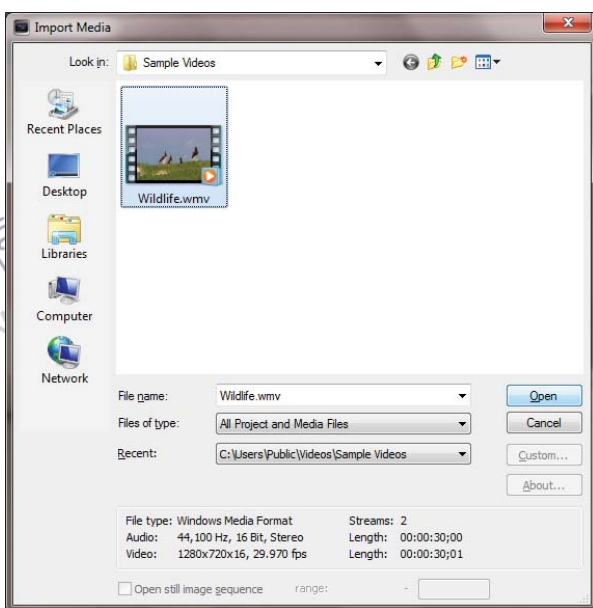 Import Media
Look in: Sample Videos
Recent Places
Desktop
Libraries
Computer
Network
Wildlife.wmv
File name: Wildlife.wmv Open
Files of type: All Project and Media Files Cancel
Recent: C:\Users\Public\Videos\Sample Videos Custom...
About...
File type: Windows Media Format Streams: 2
Audio: 44,100 Hz, 16 Bit, Stereo Length: 00:00:30;00
Video: 1280x720x16, 29.970 fps Length: 00:00:30;01
Open still image sequence range: -